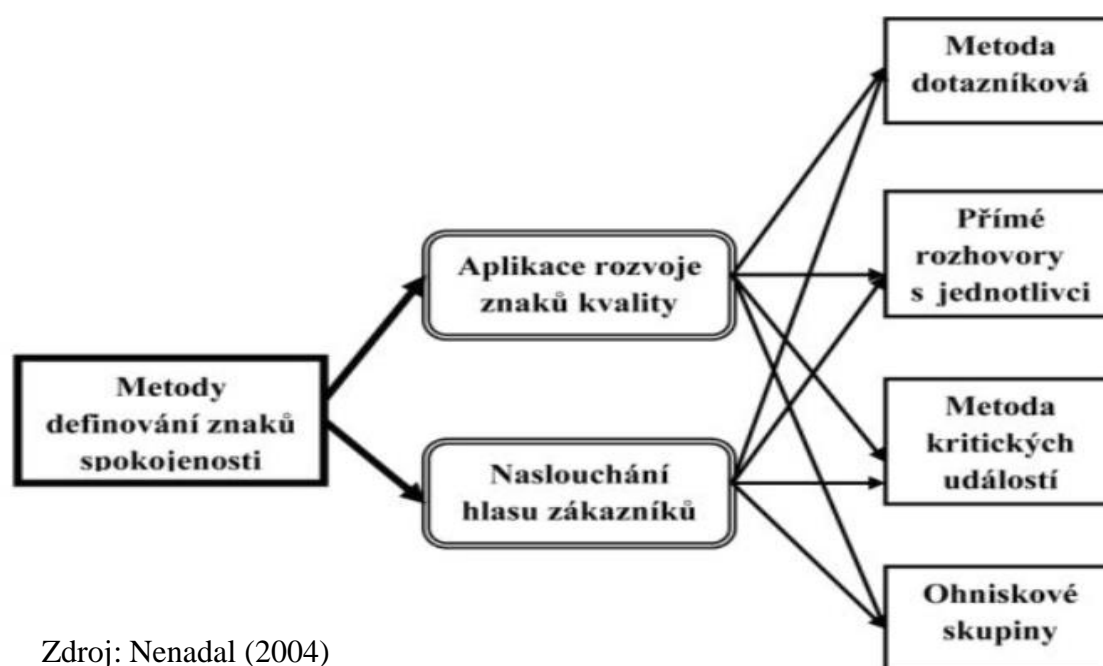 Metoda
dotazníková
Přímé
rozhovory
s jednotlivci
Aplikace rozvoje
znaků kvality
Metody
definování znaků
spokojenosti
Metoda
kritických
událostí
Naslouchání
hlasu zákazníků
Ohniskové
skupiny
Zdroj: Nenadal (2004)